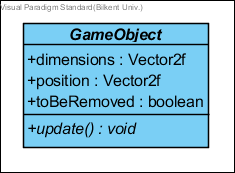 Visual Paradigm Standard(Bilkent Univ.)
GameObject
+dimensions : Vector2f
+position : Vector2f
+toBeRemoved : boolean
+update() : void